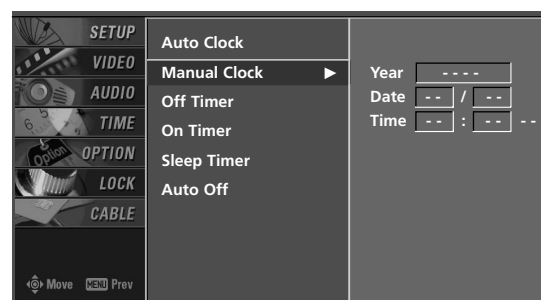 SETUP
VIDEO
AUDIO
TIME
OPTION
LOCK
CABLE
Option
Move MENU Prev
Auto Clock
Manual Clock ▶
Off Timer
On Timer
Sleep Timer
Auto Off
Year - - - -
Date - - / - -
Time - - : - - - -